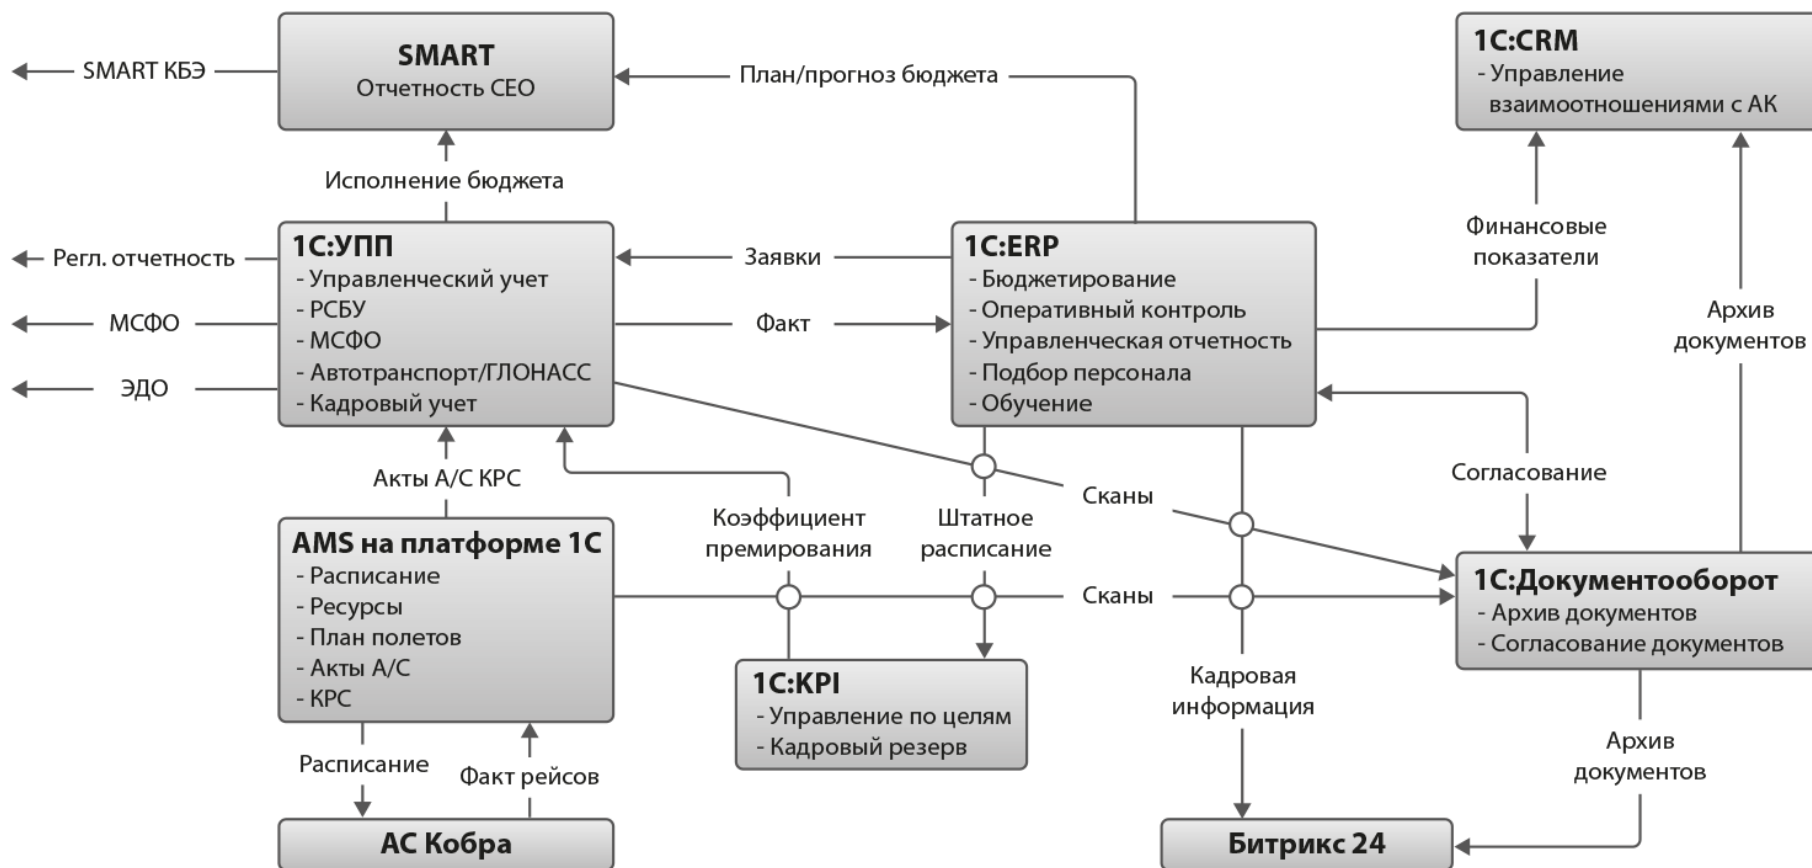 SMART
Отчетность CEO
SMART КБЭ
План/прогноз бюджета
1С:CRM
- Управление
взаимоотношениями с АК
Исполнение бюджета
Финансовые
показатели
Архив
документов
Регл. отчетность
МСФО
ЭДО
1С:УПП
- Управленческий учет
- РСБУ
- МСФО
- Автотранспорт/ГЛОНАСС
- Кадровый учет
Заявки
Факт
1С:ERP
- Бюджетирование
- Оперативный контроль
- Управленческая отчетность
- Подбор персонала
- Обучение
Согласование
Акты А/С КРС
Коэффициент
премирования
Штатное
расписание
Сканы
Сканы
AMS на платформе 1С
- Расписание
- Ресурсы
- План полетов
- Акты А/С
- КРС
1С:Документооборот
- Архив документов
- Согласование документов
1С:KPI
- Управление по целям
- Кадровый резерв
Кадровая
информация
Архив
документов
Расписание
Факт рейсов
АС Кобра
Битрикс 24